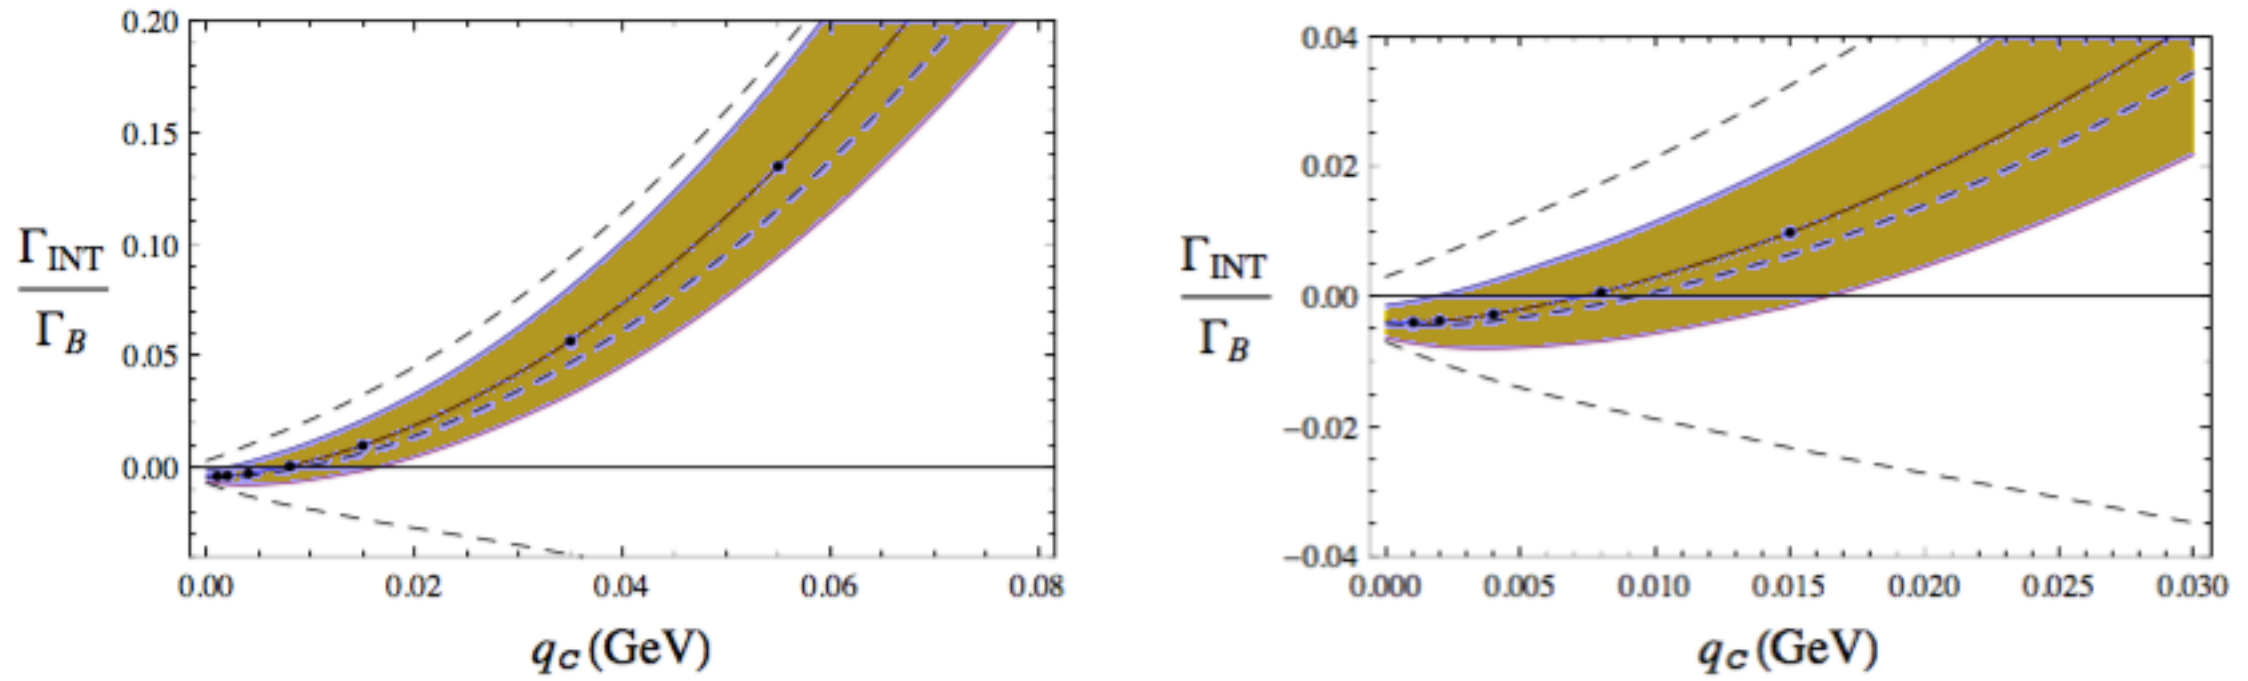 0.20
0.15
0.10
0.05
0.00
Γ_INT
Γ_B
0.00 0.02 0.04 0.06 0.08
q_c (GeV)
0.04
0.02
0.00
−0.02
−0.04
Γ_INT
Γ_B
0.000 0.005 0.010 0.015 0.020 0.025 0.030
q_c (GeV)